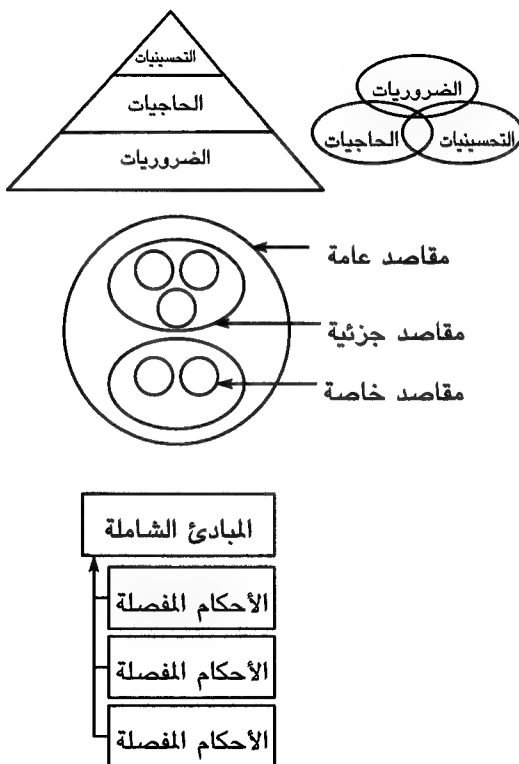 التحسينيات
الحاجيات
الضروريات
الضروريات
التحسينيات
الحاجيات
مقاصد عامة
مقاصد جزئية
مقاصد خاصة
المبادئ الشاملة
الأحكام المفصلة
الأحكام المفصلة
الأحكام المفصلة